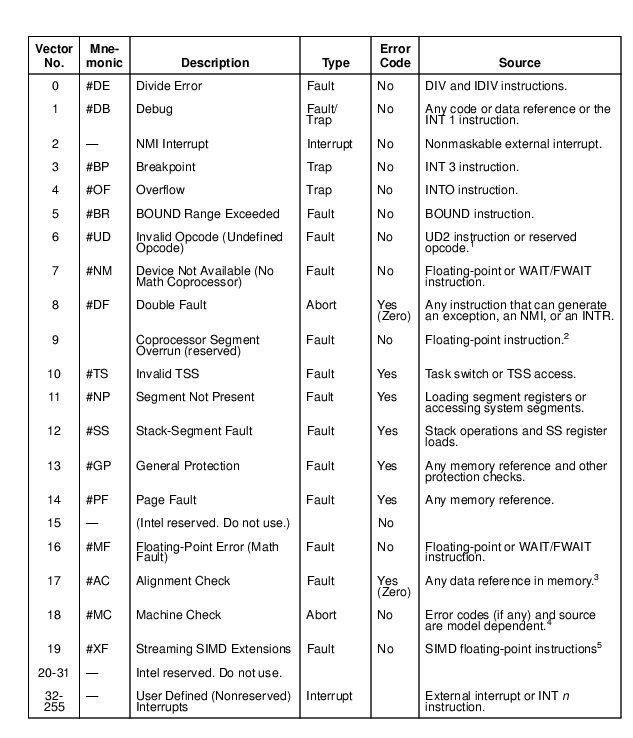 Vector No. Mne- monic Description Type Error Code Source
0 #DE Divide Error Fault No DIV and IDIV instructions.
1 #DB Debug Fault/ No Any code or data reference or the
Trap INT 1 instruction.
2 — NMI Interrupt Interrupt No Nonmaskable external interrupt.
3 #BP Breakpoint Trap No INT 3 instruction.
4 #OF Overflow Trap No INTO instruction.
5 #BR BOUND Range Exceeded Fault No BOUND instruction.
6 #UD Invalid Opcode (Undefined Fault No UD2 instruction or reserved
Opcode) opcode.1
7 #NM Device Not Available (No Fault No Floating-point or WAIT/FWAIT
Math Coprocessor) instruction.
8 #DF Double Fault Abort Yes Any instruction that can generate
(Zero) an exception, an NMI, or an INTR.
9 Coprocessor Segment Fault No Floating-point instruction.2
Overrun (reserved)
10 #TS Invalid TSS Fault Yes Task switch or TSS access.
11 #NP Segment Not Present Fault Yes Loading segment registers or
accessing system segments.
12 #SS Stack-Segment Fault Fault Yes Stack operations and SS register
loads.
13 #GP General Protection Fault Yes Any memory reference and other
protection checks.
14 #PF Page Fault Fault Yes Any memory reference.
15 — (Intel reserved. Do not use.) No
16 #MF Floating-Point Error (Math Fault No Floating-point or WAIT/FWAIT
Fault) instruction.
17 #AC Alignment Check Fault Yes Any data reference in memory.3
(Zero)
18 #MC Machine Check Abort No Error codes (if any) and source
are model dependent.4
19 #XF Streaming SIMD Extensions Fault No SIMD floating-point instructions5
20-31 — Intel reserved. Do not use.
32- — User Defined (Nonreserved) Interrupt External interrupt or INT n
255 Interrupts instruction.